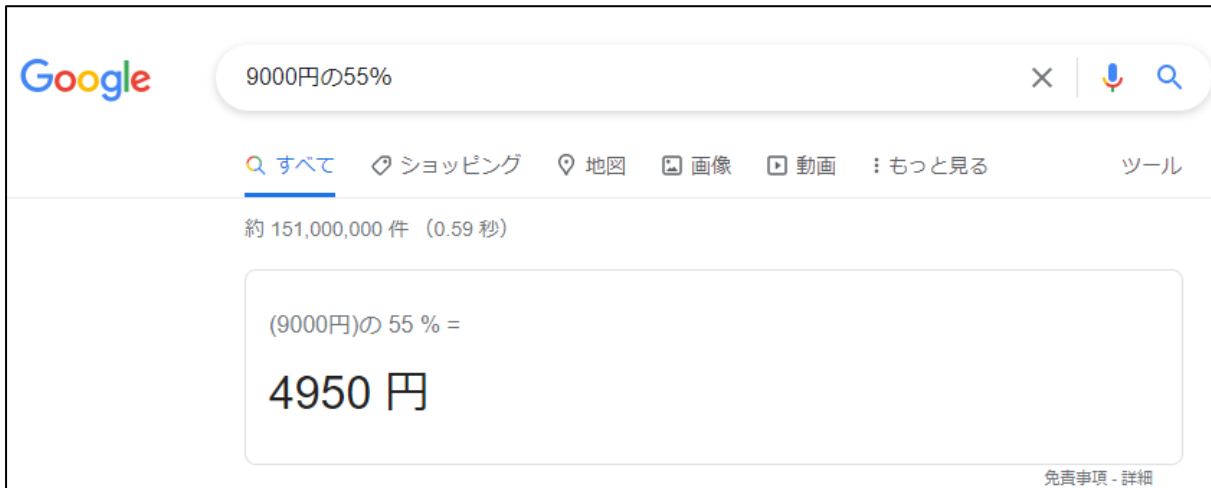 Google 9000円の55%
すべて ショッピング 地図 画像 動画 もっと見る ツール
約 151,000,000 件 (0.59 秒)
(9000円)の 55 % =
4950 円
免責事項 - 詳細